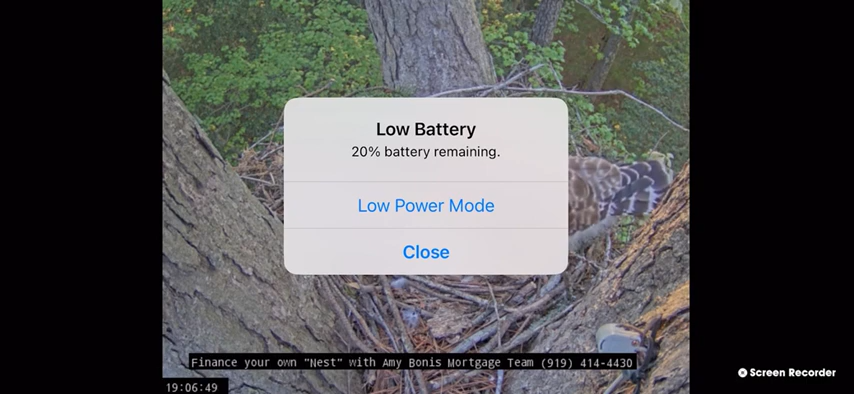 Low Battery
20% battery remaining.
Low Power Mode
Close
Finance your own "Nest" with Amy Bonis Mortgage Team (919) 414-4430
Screen Recorder
19:06:49